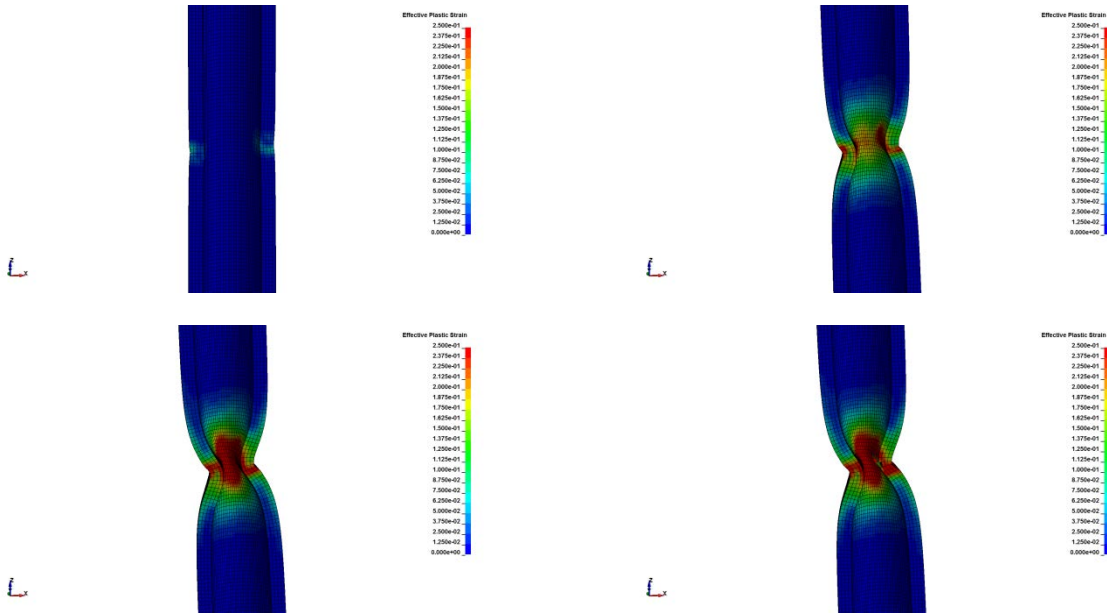 Effective Plastic Strain
2.500e-01
2.375e-01
2.250e-01
2.125e-01
2.000e-01
1.875e-01
1.750e-01
1.625e-01
1.500e-01
1.375e-01
1.250e-01
1.125e-01
1.000e-01
8.750e-02
7.500e-02
6.250e-02
5.000e-02
3.750e-02
2.500e-02
1.250e-02
0.000e+00
Z
X
Effective Plastic Strain
2.500e-01
2.375e-01
2.250e-01
2.125e-01
2.000e-01
1.875e-01
1.750e-01
1.625e-01
1.500e-01
1.375e-01
1.250e-01
1.125e-01
1.000e-01
8.750e-02
7.500e-02
6.250e-02
5.000e-02
3.750e-02
2.500e-02
1.250e-02
0.000e+00
Z
X
Effective Plastic Strain
2.500e-01
2.375e-01
2.250e-01
2.125e-01
2.000e-01
1.875e-01
1.750e-01
1.625e-01
1.500e-01
1.375e-01
1.250e-01
1.125e-01
1.000e-01
8.750e-02
7.500e-02
6.250e-02
5.000e-02
3.750e-02
2.500e-02
1.250e-02
0.000e+00
Z
X
Effective Plastic Strain
2.500e-01
2.375e-01
2.250e-01
2.125e-01
2.000e-01
1.875e-01
1.750e-01
1.625e-01
1.500e-01
1.375e-01
1.250e-01
1.125e-01
1.000e-01
8.750e-02
7.500e-02
6.250e-02
5.000e-02
3.750e-02
2.500e-02
1.250e-02
0.000e+00
Z
X